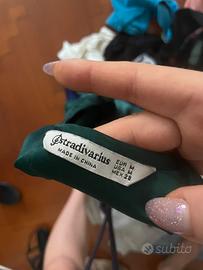 Stradivarius
MADE IN CHINA
EUR M
USA M
MEX 28
subito